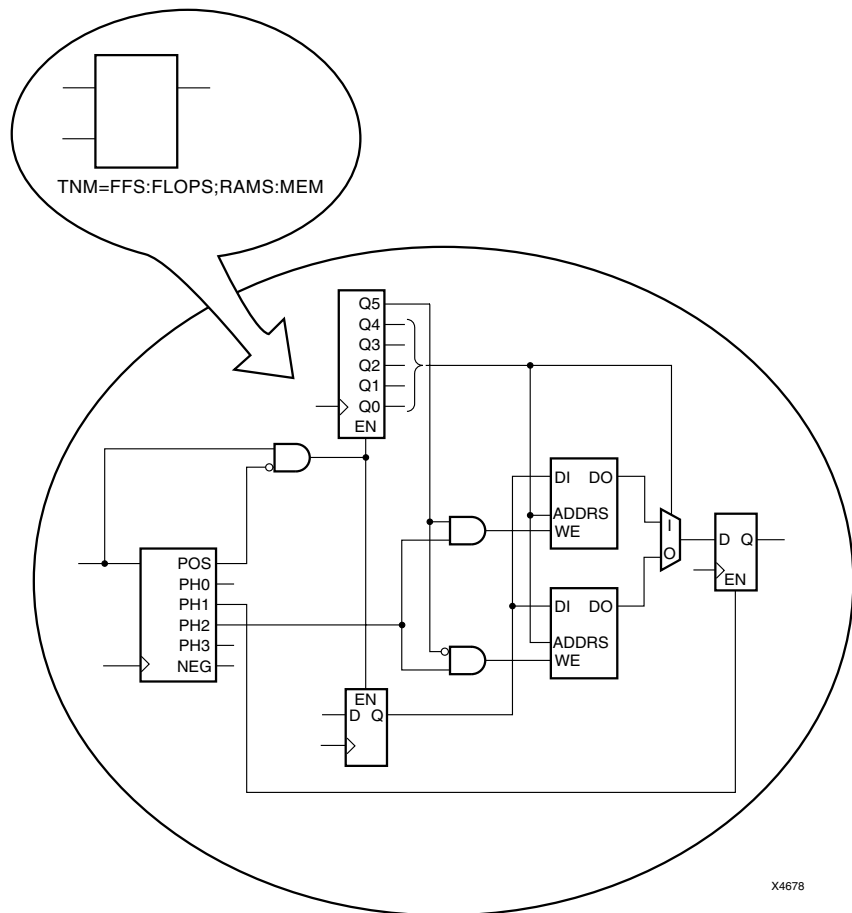 TNM=FFS:FLOPS;RAMS:MEM
Q5
Q4
Q3
Q2
Q1
Q0
EN
DI DO
ADDRS
WE
I
O
D Q
EN
POS
PH0
PH1
PH2
PH3
NEG
DI DO
ADDRS
WE
EN
D Q
X4678